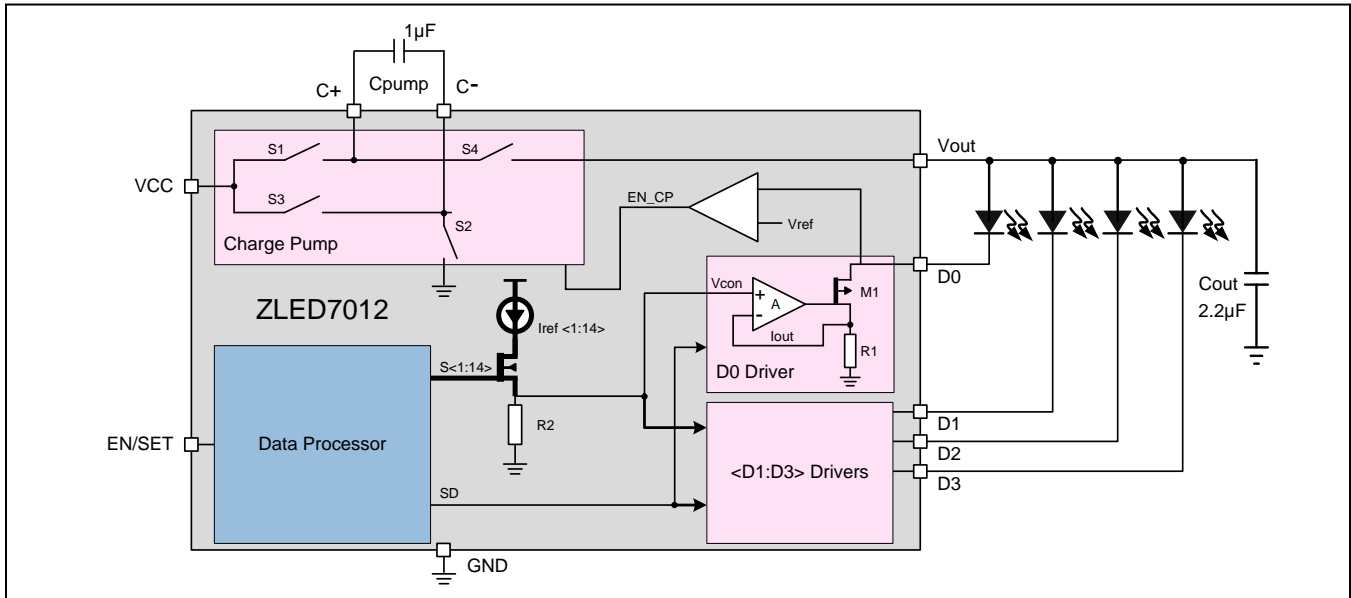 1µF
Cpump
C+
C-
S1
S4
Vout
VCC
S3
EN_CP
Vref
S2
Charge Pump
D0
Vcon
M1
+
A
-
Cout
2.2µF
ZLED7012
Iref <1:14>
Iout
R1
S<1:14>
D0 Driver
R2
D1
EN/SET
Data Processor
<D1:D3> Drivers
D2
D3
SD
GND